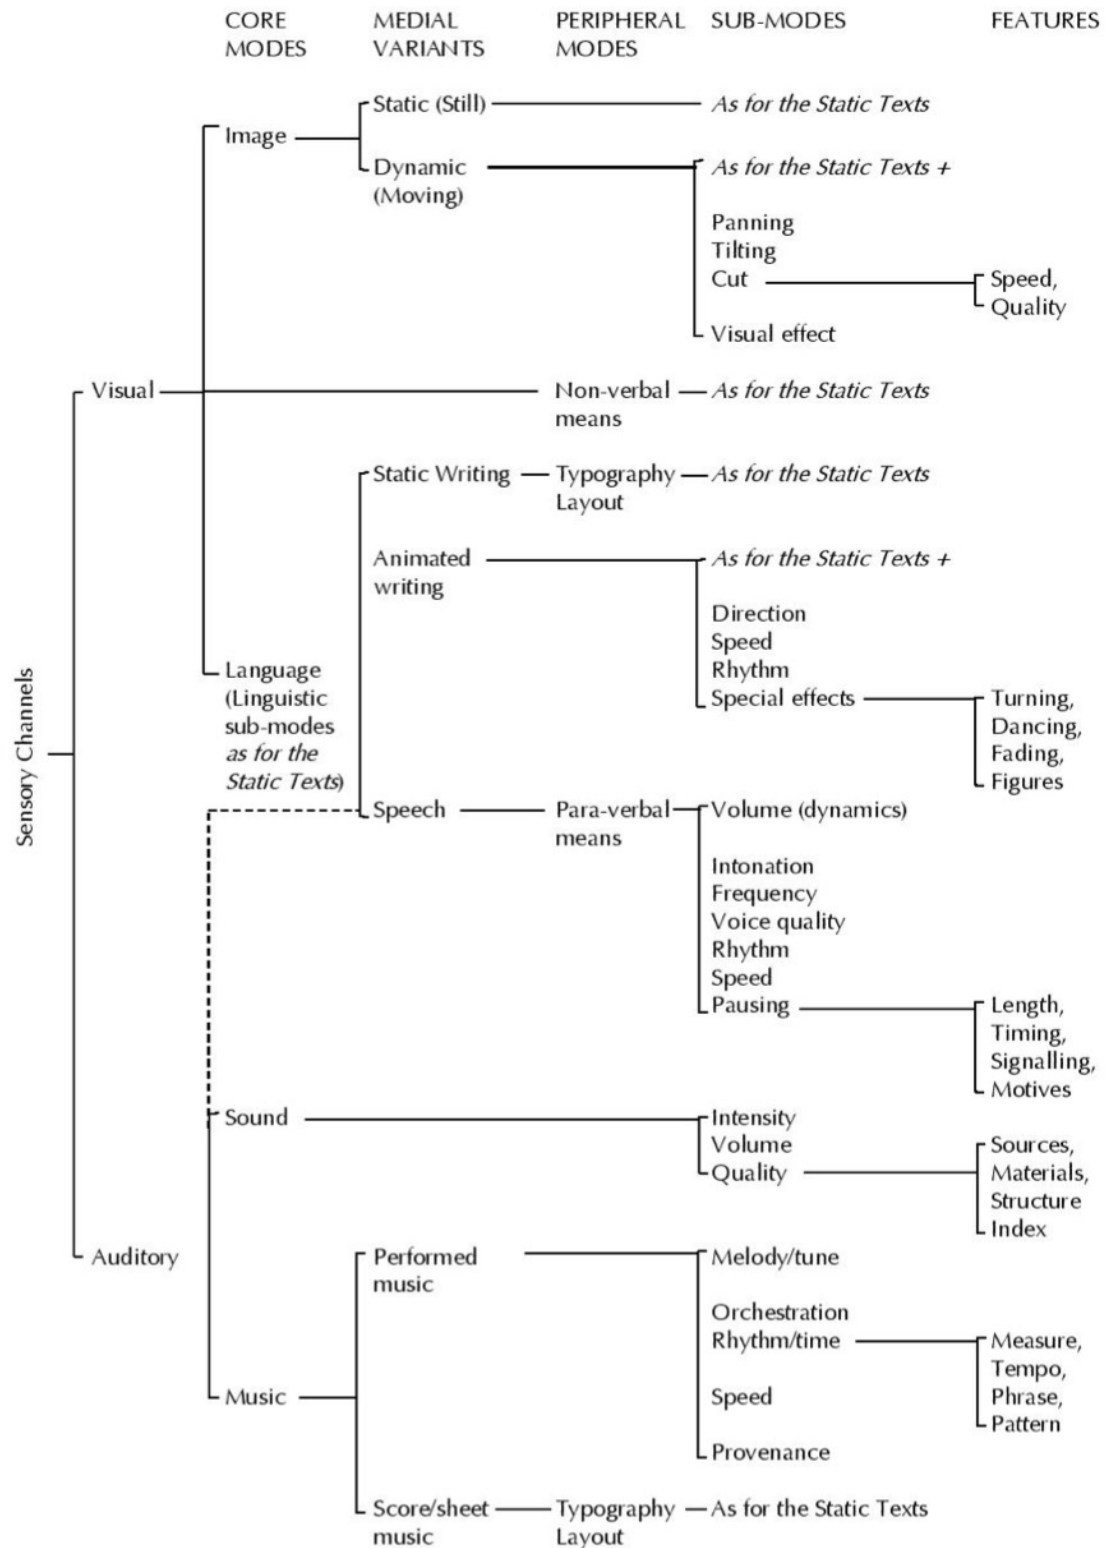 CORE MEDIAL PERIPHERAL SUB-MODES FEATURES
MODES VARIANTS MODES
Static (Still) As for the Static Texts
Image
Dynamic As for the Static Texts +
(Moving)
Panning
Tilting
Cut Speed,
Quality
Visual effect
Visual Non-verbal As for the Static Texts
means
Static Writing Typography As for the Static Texts
Layout
Animated As for the Static Texts +
writing
Direction
Speed
Language Rhythm
(Linguistic Special effects Turning,
sub-modes Dancing,
as for the Fading,
Static Texts) Figures
Sensory Channels
Speech Para-verbal Volume (dynamics)
means
Intonation
Frequency
Voice quality
Rhythm
Speed
Pausing Length,
Timing,
Signalling,
Motives
Sound Intensity
Volume Sources,
Quality Materials,
Structure
Index
Auditory Performed Melody/tune
music
Orchestration
Rhythm/time Measure,
Tempo,
Music Speed Phrase,
Pattern
Provenance
Score/sheet Typography As for the Static Texts
music Layout